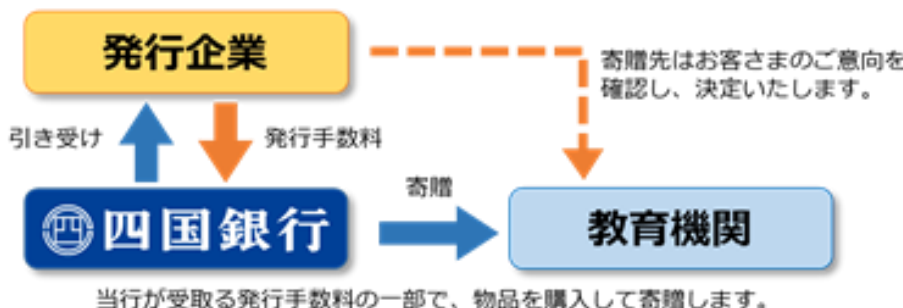 発行企業
寄贈先はお客さまのご意向を
確認し、決定いたします。
引き受け
発行手数料
四国銀行
寄贈
教育機関
当行が受取る発行手数料の一部で、物品を購入して寄贈します。